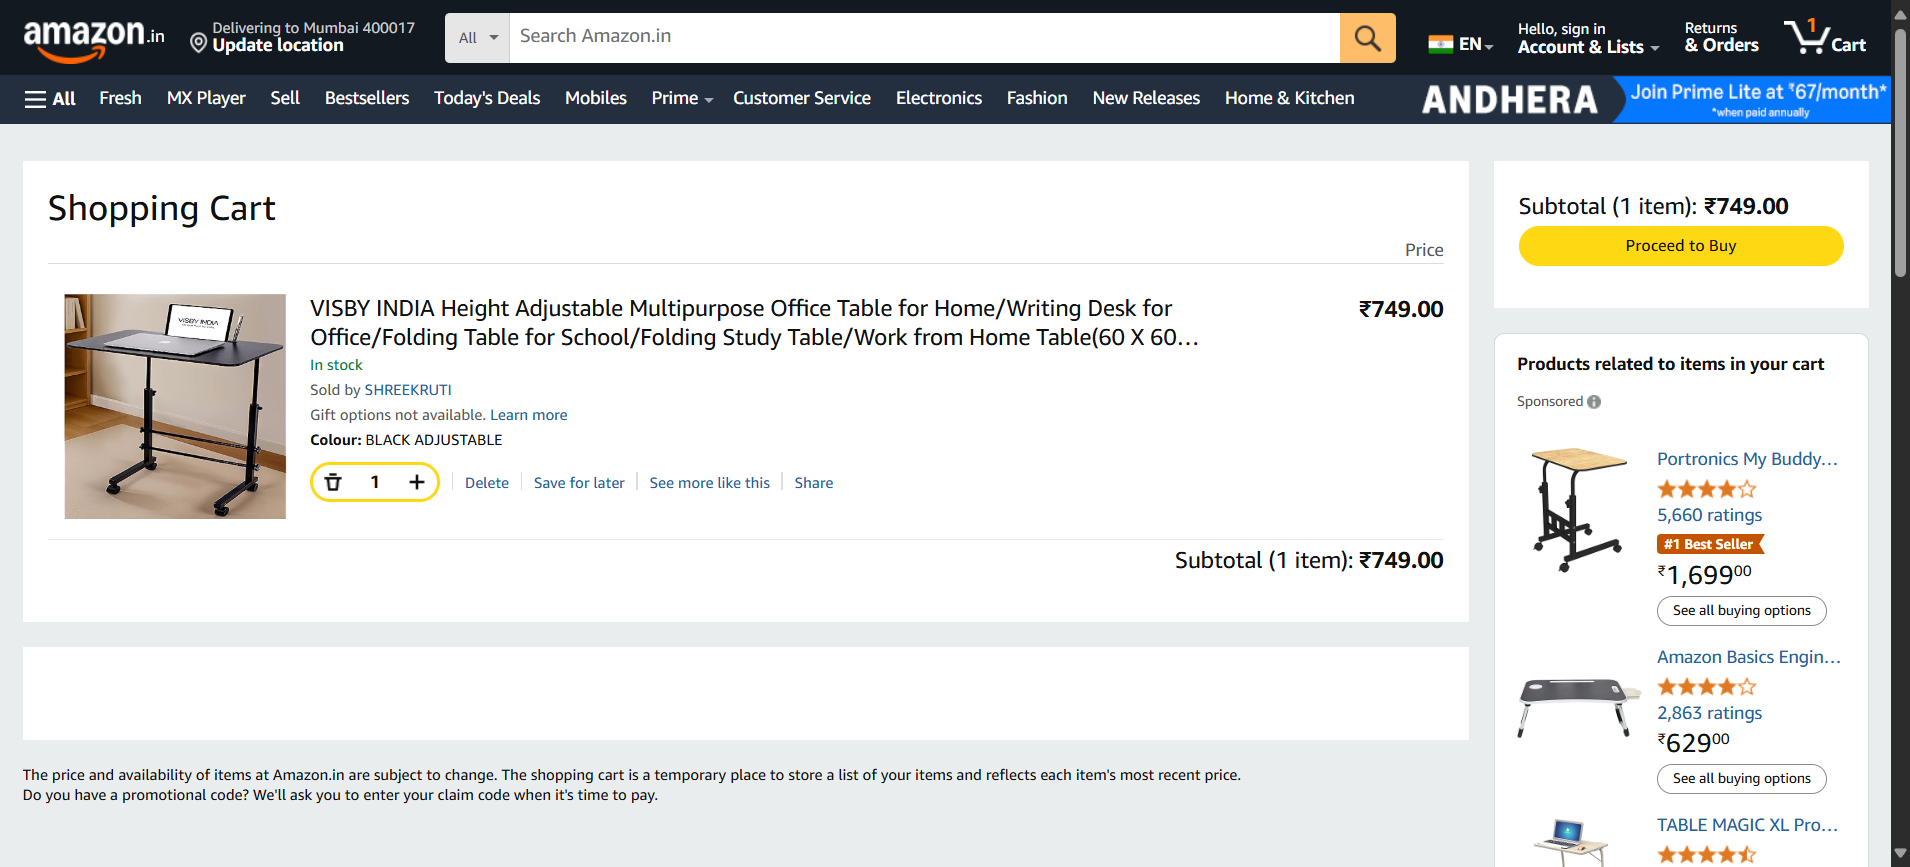 amazon.in
Delivering to Mumbai 400017
Update location
All
Search Amazon.in
EN
Hello, sign in
Account & Lists
Returns
& Orders
1
Cart
All
Fresh
MX Player
Sell
Bestsellers
Today's Deals
Mobiles
Prime
Customer Service
Electronics
Fashion
New Releases
Home & Kitchen
ANDHERA
Join Prime Lite at ₹67/month*
*when paid annually
Shopping Cart
Price
VISBY INDIA
VISBY INDIA Height Adjustable Multipurpose Office Table for Home/Writing Desk for
Office/Folding Table for School/Folding Study Table/Work from Home Table(60 X 60…
₹749.00
In stock
Sold by SHREEKRUTI
Gift options not available. Learn more
Colour: BLACK ADJUSTABLE
1
Delete
Save for later
See more like this
Share
Subtotal (1 item): ₹749.00
The price and availability of items at Amazon.in are subject to change. The shopping cart is a temporary place to store a list of your items and reflects each item's most recent price.
Do you have a promotional code? We'll ask you to enter your claim code when it's time to pay.
Subtotal (1 item): ₹749.00
Proceed to Buy
Products related to items in your cart
Sponsored
Portronics My Buddy…
5,660 ratings
#1 Best Seller
₹1,69900
See all buying options
Amazon Basics Engin…
2,863 ratings
₹62900
See all buying options
TABLE MAGIC XL Pro…